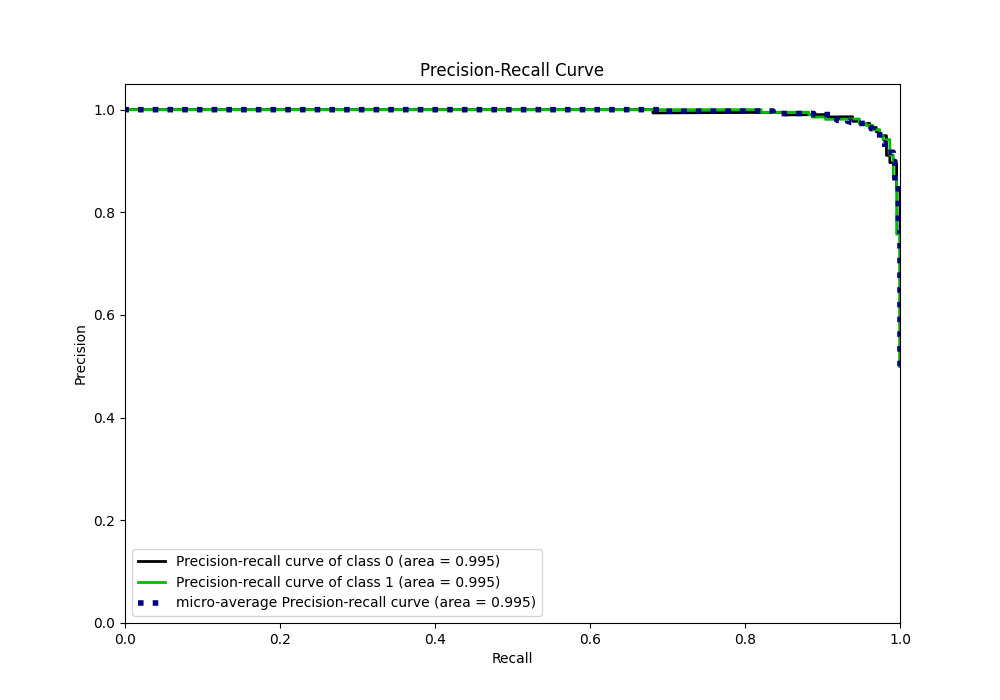 Precision-Recall Curve
1.0
0.8
0.6
0.4
0.2
0.0
Precision
Precision-recall curve of class 0 (area = 0.995)
Precision-recall curve of class 1 (area = 0.995)
micro-average Precision-recall curve (area = 0.995)
0.0 0.2 0.4 0.6 0.8 1.0
Recall